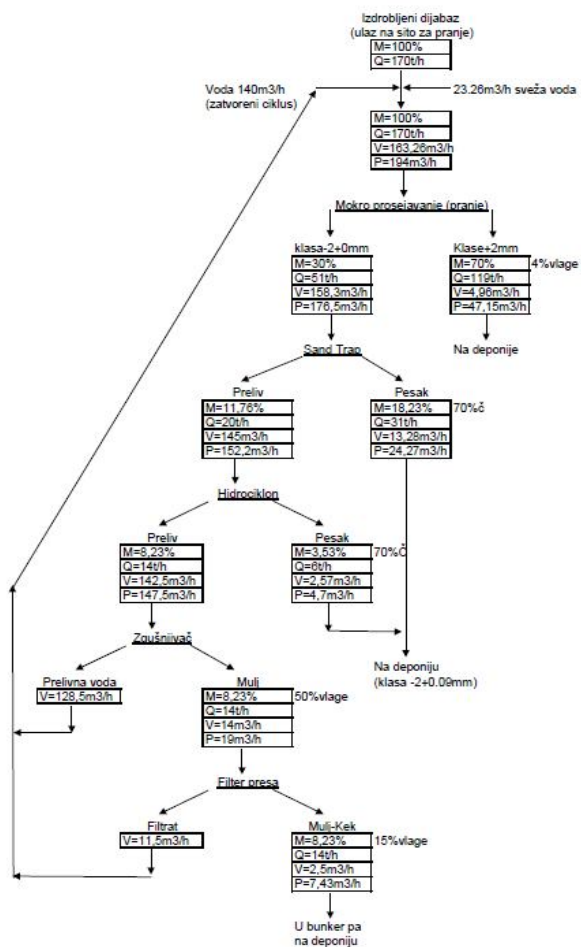 Izdrobljeni dijabaz
(ulaz na sito za pranje)
M=100%
Q=170t/h
Voda 140m3/h
(zatvoreni ciklus)
23.26m3/h sveža voda
M=100%
Q=170t/h
V=163,26m3/h
P=194m3/h
Mokro prosejavanje (pranje)
klasa-2+0mm
M=30%
Q=51t/h
V=158,3m3/h
P=176,5m3/h
Klase+2mm
M=70%
4%vlage
Q=119t/h
V=4,96m3/h
P=47,15m3/h
Na deponije
Sand Trap
Preliv
M=11,76%
Q=20t/h
V=145m3/h
P=152,2m3/h
Pesak
M=18,23%
70%č
Q=31t/h
V=13,28m3/h
P=24,27m3/h
Hidrociklon
Preliv
M=8,23%
Q=14t/h
V=142,5m3/h
P=147,5m3/h
Pesak
M=3,53%
70%Č
Q=6t/h
V=2,57m3/h
P=4,7m3/h
Na deponiju
(klasa -2+0.09mm)
Zgušnjivač
Prelivna voda
V=128,5m3/h
Mulj
M=8,23%
50%vlage
Q=14t/h
V=14m3/h
P=19m3/h
Filter presa
Filtrat
V=11,5m3/h
Mulj-Kek
M=8,23%
15%vlage
Q=14t/h
V=2,5m3/h
P=7,43m3/h
U bunker pa
na deponiju